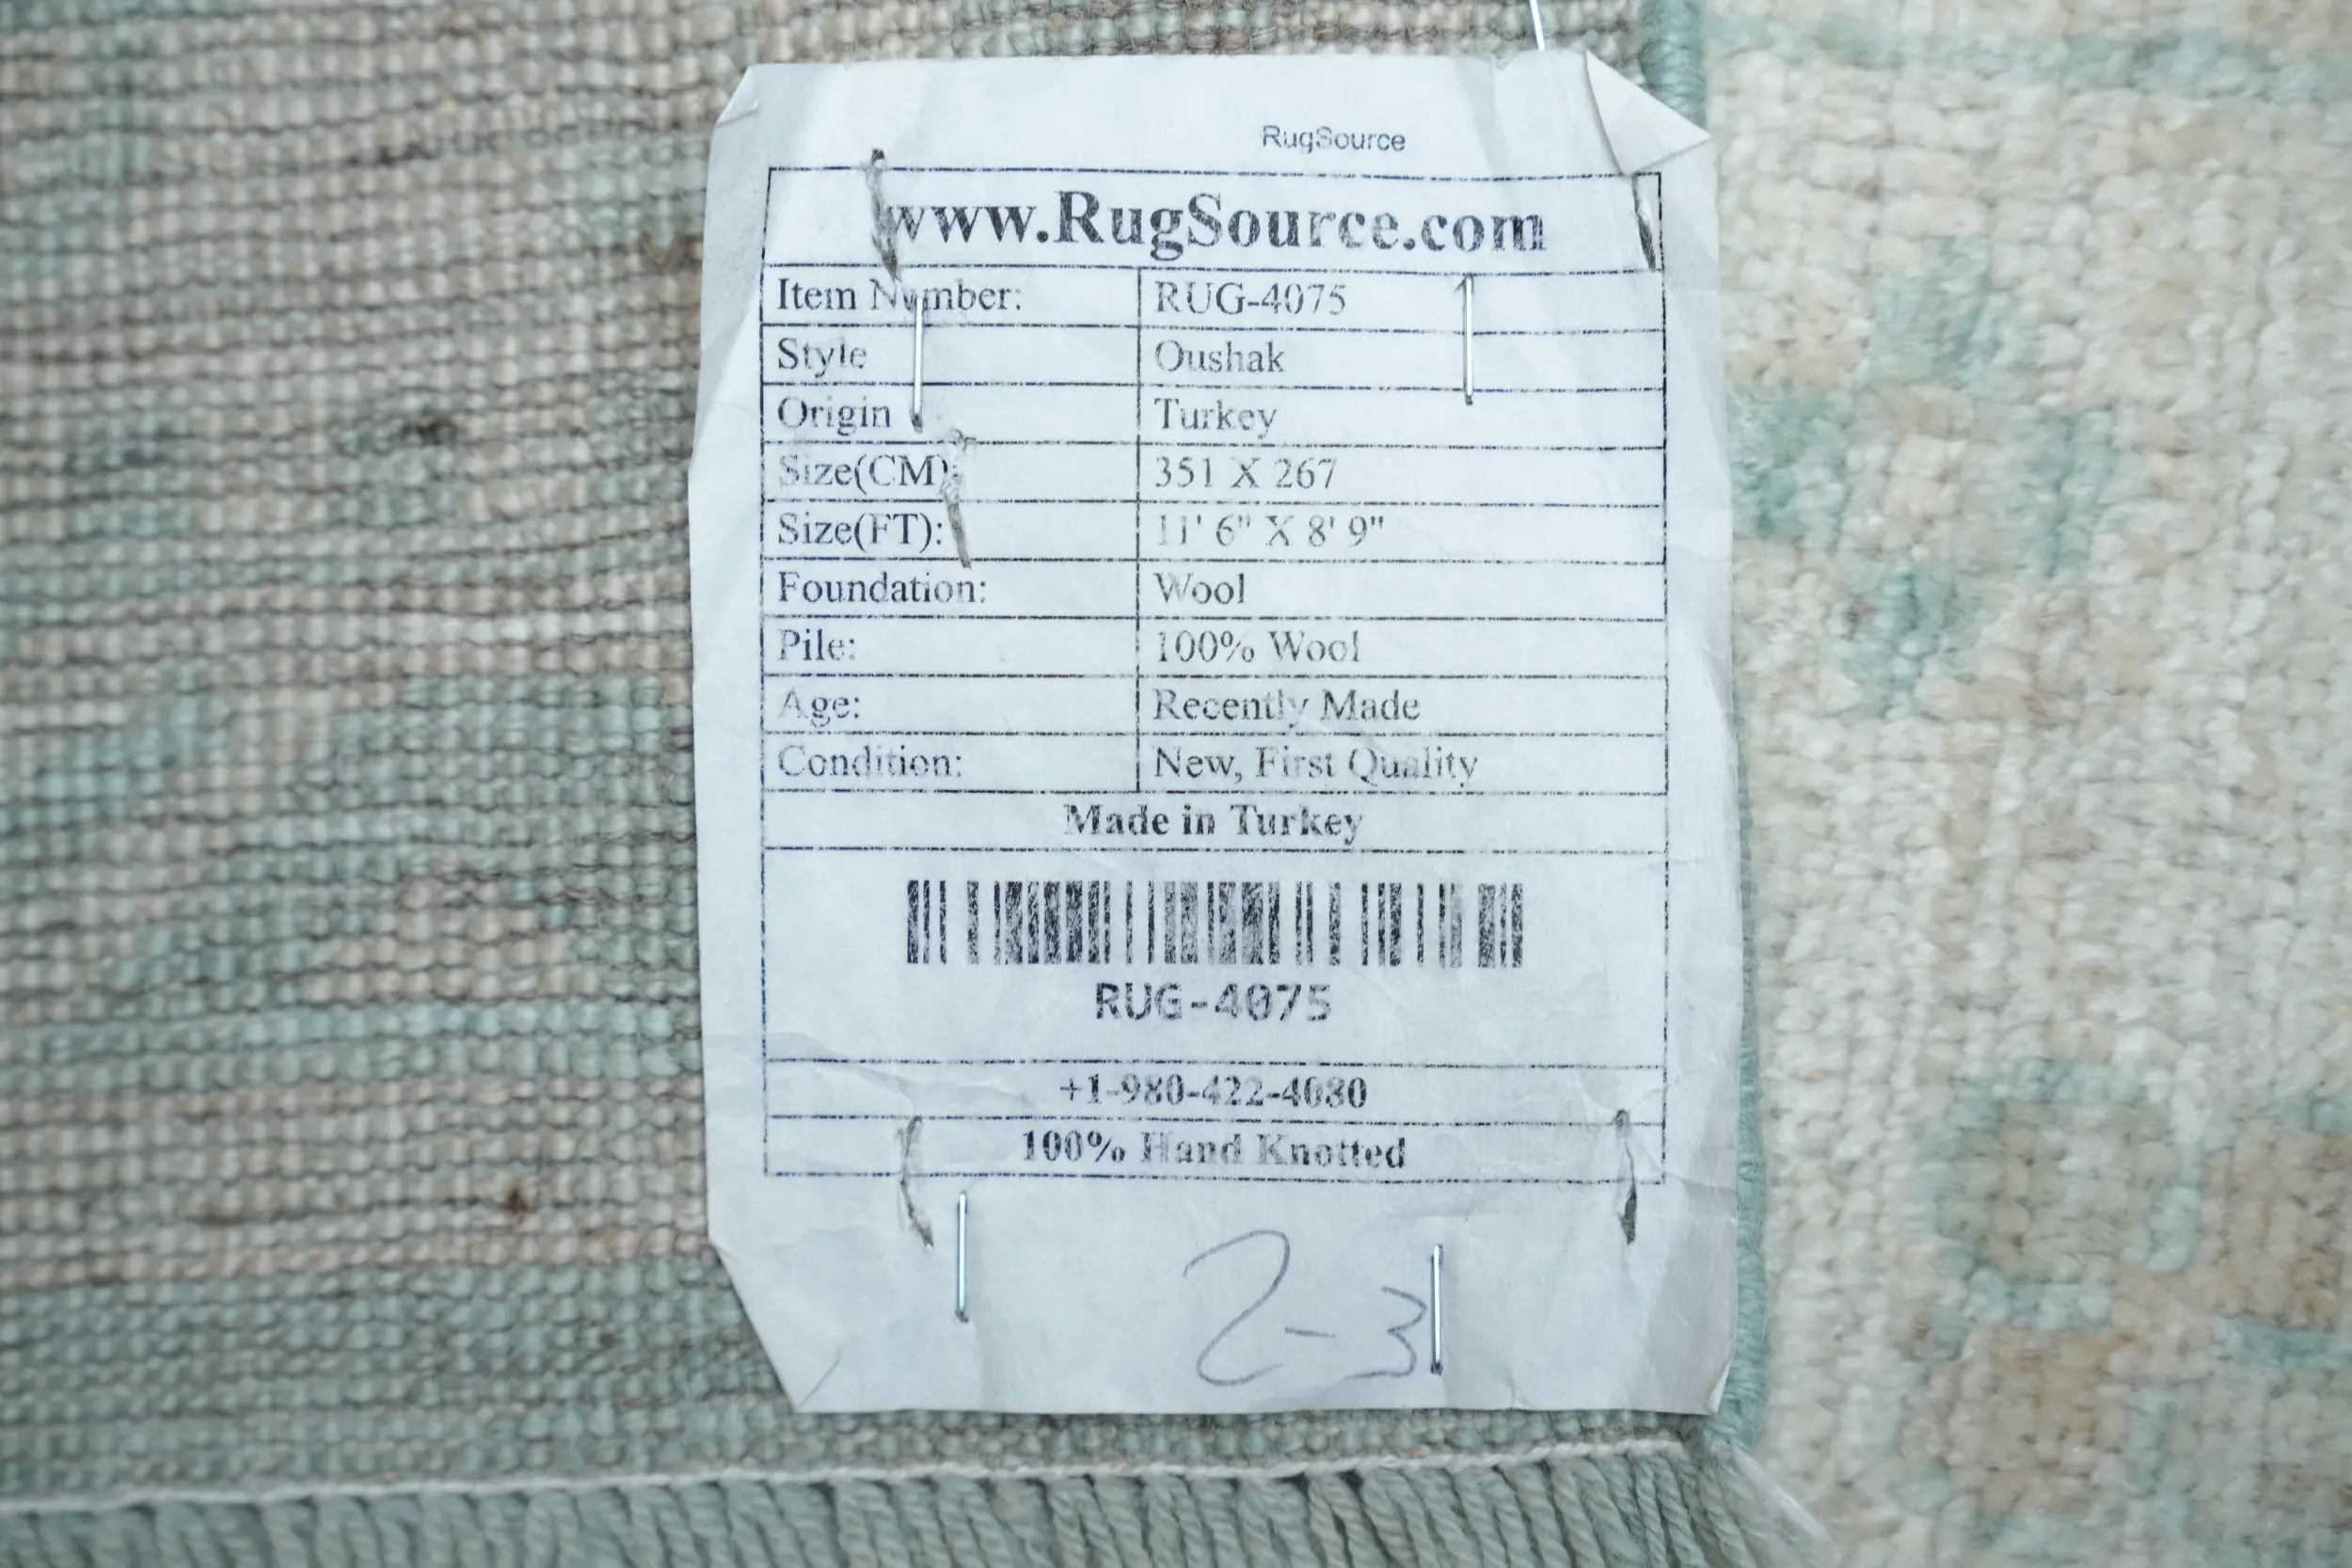 RugSource
www.RugSource.com
Item Number: RUG-4075
Style Oushak
Origin Turkey
Size(CM): 351 X 267
Size(FT): 11' 6" X 8' 9"
Foundation: Wool
Pile: 100% Wool
Age: Recently Made
Condition: New, First Quality
Made in Turkey
RUG-4075
+1-980-422-4080
100% Hand Knotted
2-3